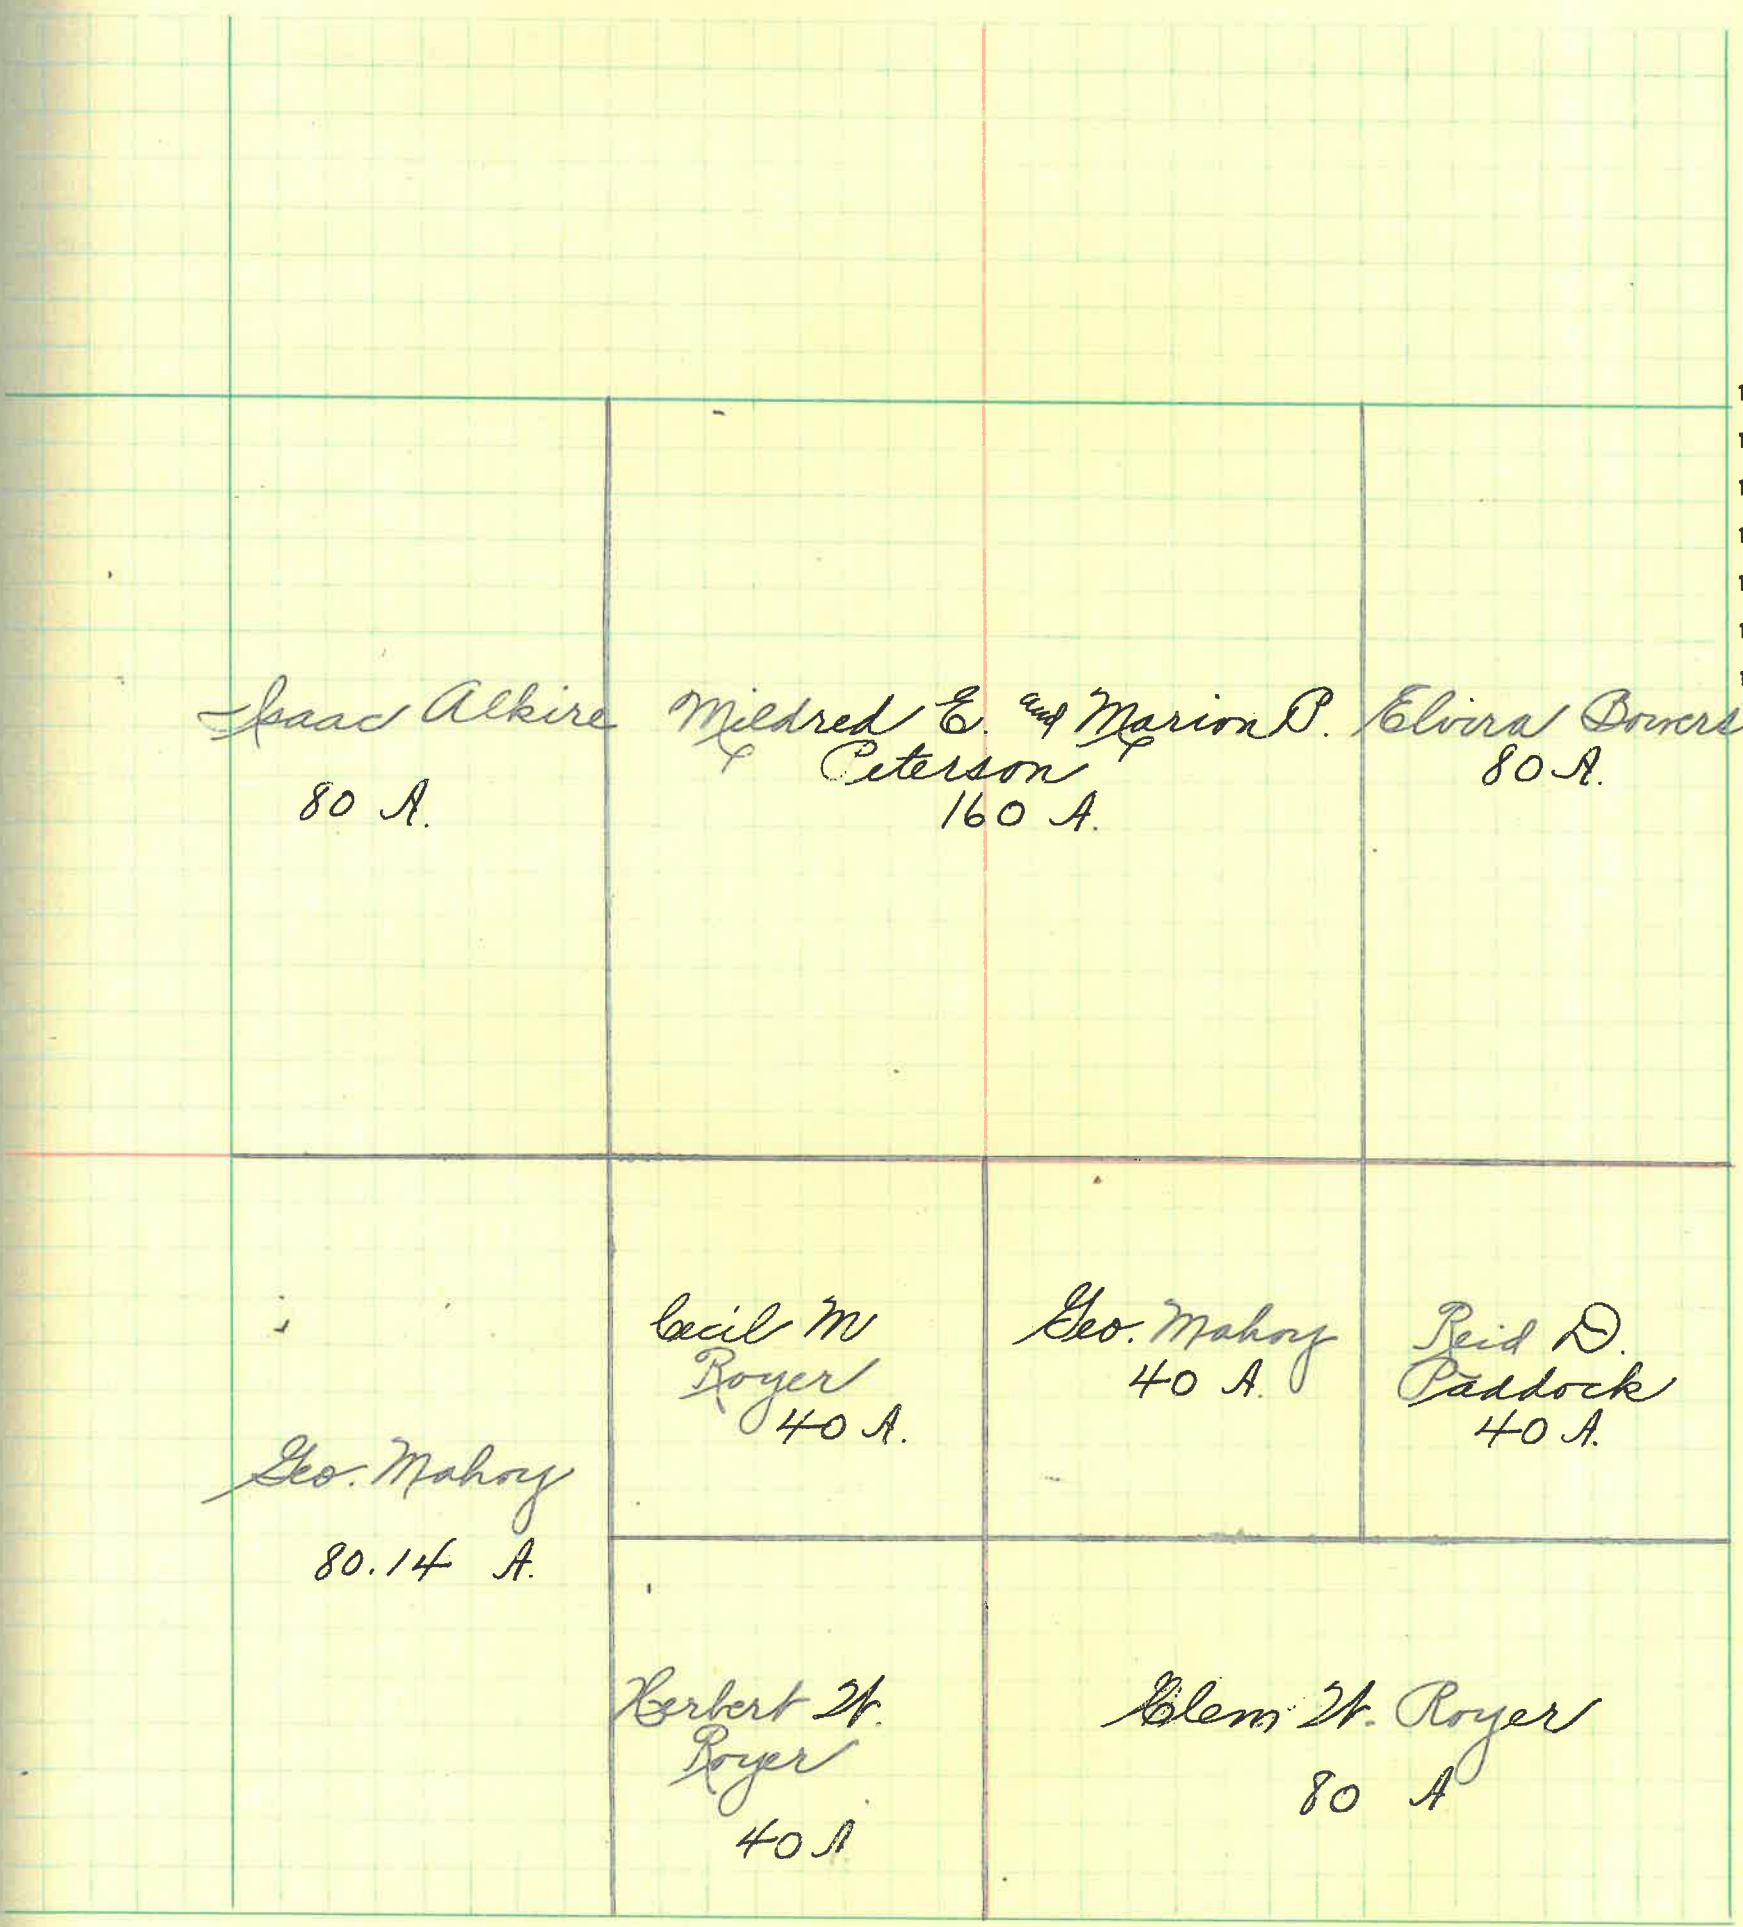 Isaac Alkire
80 A.
Mildred E. and Marion P.
Peterson
160 A.
Elvira Bowers
80 A.
Geo. Mahoy
80.14 A.
Cecil M
Royer
40 A.
Geo. Mahoy
40 A.
Reid D.
Paddock
40 A.
Herbert W.
Royer
40 A
Clem W. Royer
80 A